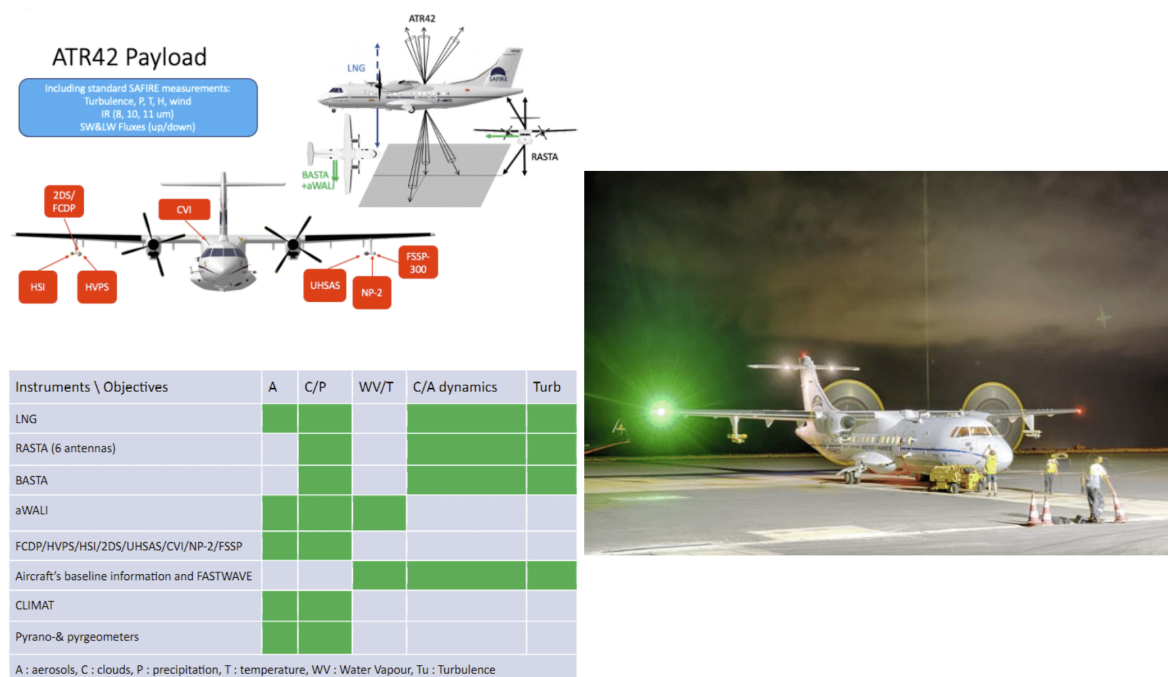 ATR42 Payload
Including standard SAFIRE measurements:
Turbulence, P, T, H, wind
IR (8, 10, 11 um)
SW&LW Fluxes (up/down)
ATR42
LNG
SAFIRE
BASTA
+aWALI
RASTA
2DS/
FCDP
CVI
HSI
HVPS
UHSAS
NP-2
FSSP-
300
Instruments \ Objectives A C/P WV/T C/A dynamics Turb
LNG
RASTA (6 antennas)
BASTA
aWALI
FCDP/HVPS/HSI/2DS/UHSAS/CVI/NP-2/FSSP
Aircraft's baseline information and FASTWAVE
CLIMAT
Pyrano-& pyrgeometers
A : aerosols, C : clouds, P : precipitation, T : temperature, WV : Water Vapour, Tu : Turbulence